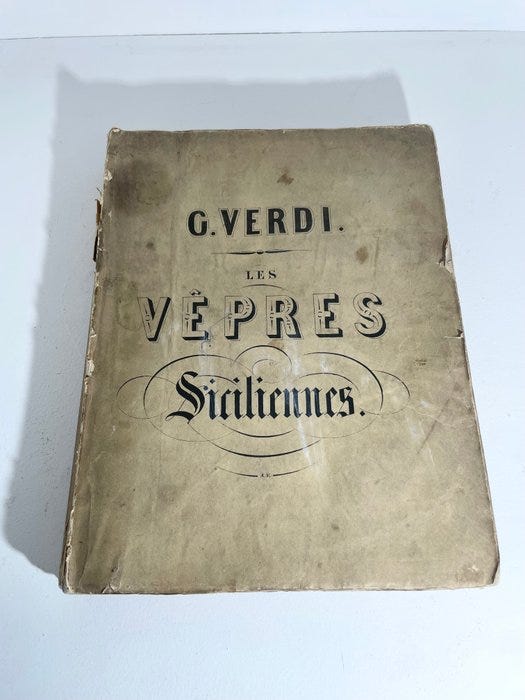 G. VERDI.
LES
VÊPRES
Siciliennes.